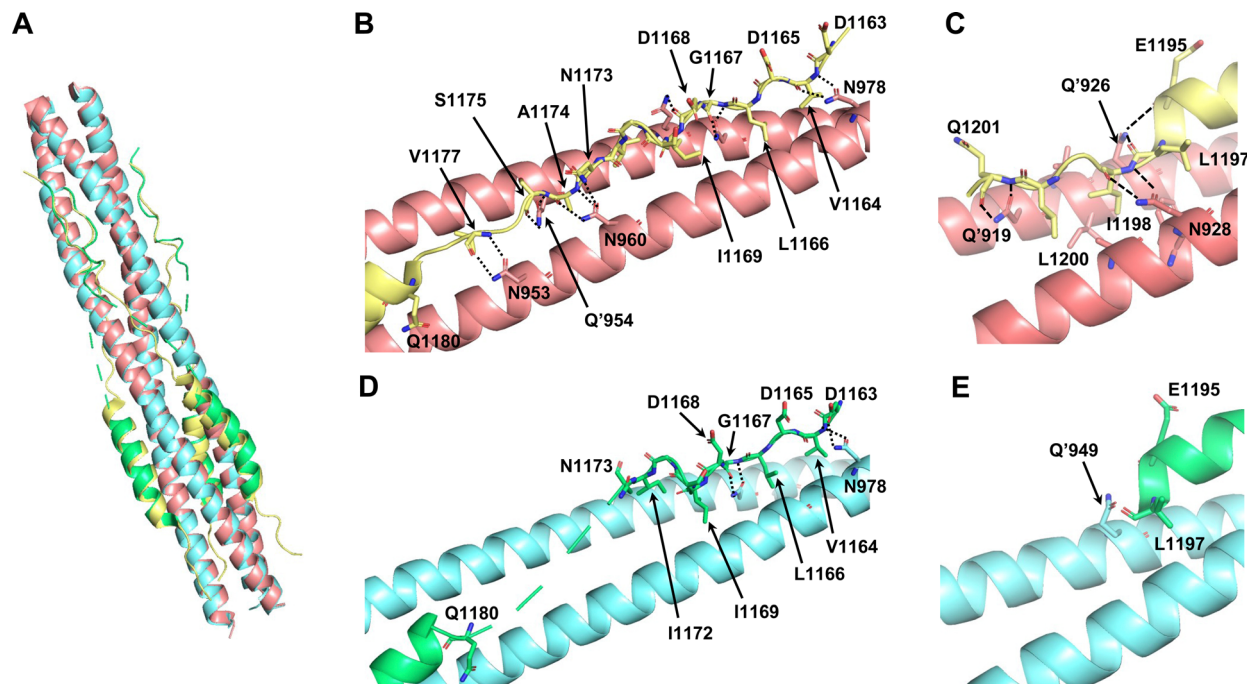 A
B
D1168
G1167
D1165
D1163
N1173
N978
S1175
A1174
V1177
V1164
N960
L1166
I1169
N953
Q'954
Q1180
C
E1195
Q'926
Q1201
L1197
I1198
N928
Q'919
L1200
D
D1165
D1163
D1168
G1167
N1173
N978
V1164
L1166
Q1180
I1169
I1172
E
E1195
Q'949
L1197